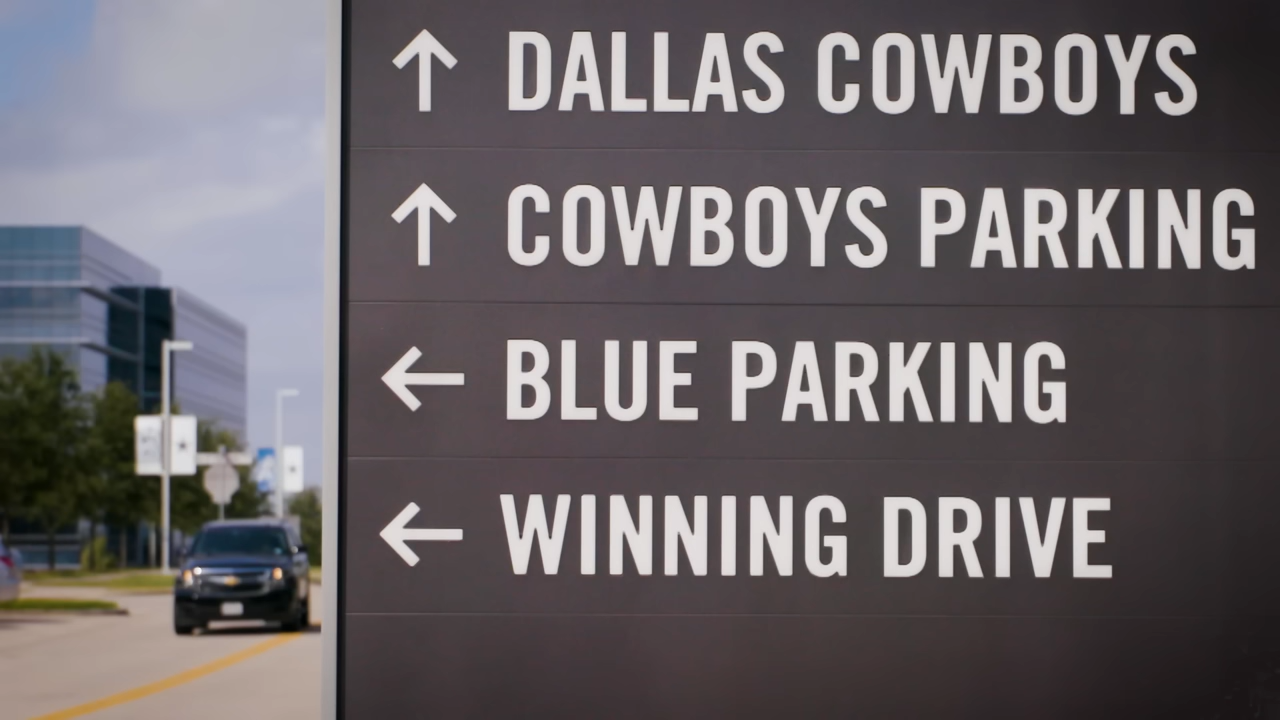 ↑ DALLAS COWBOYS
↑ COWBOYS PARKING
← BLUE PARKING
← WINNING DRIVE